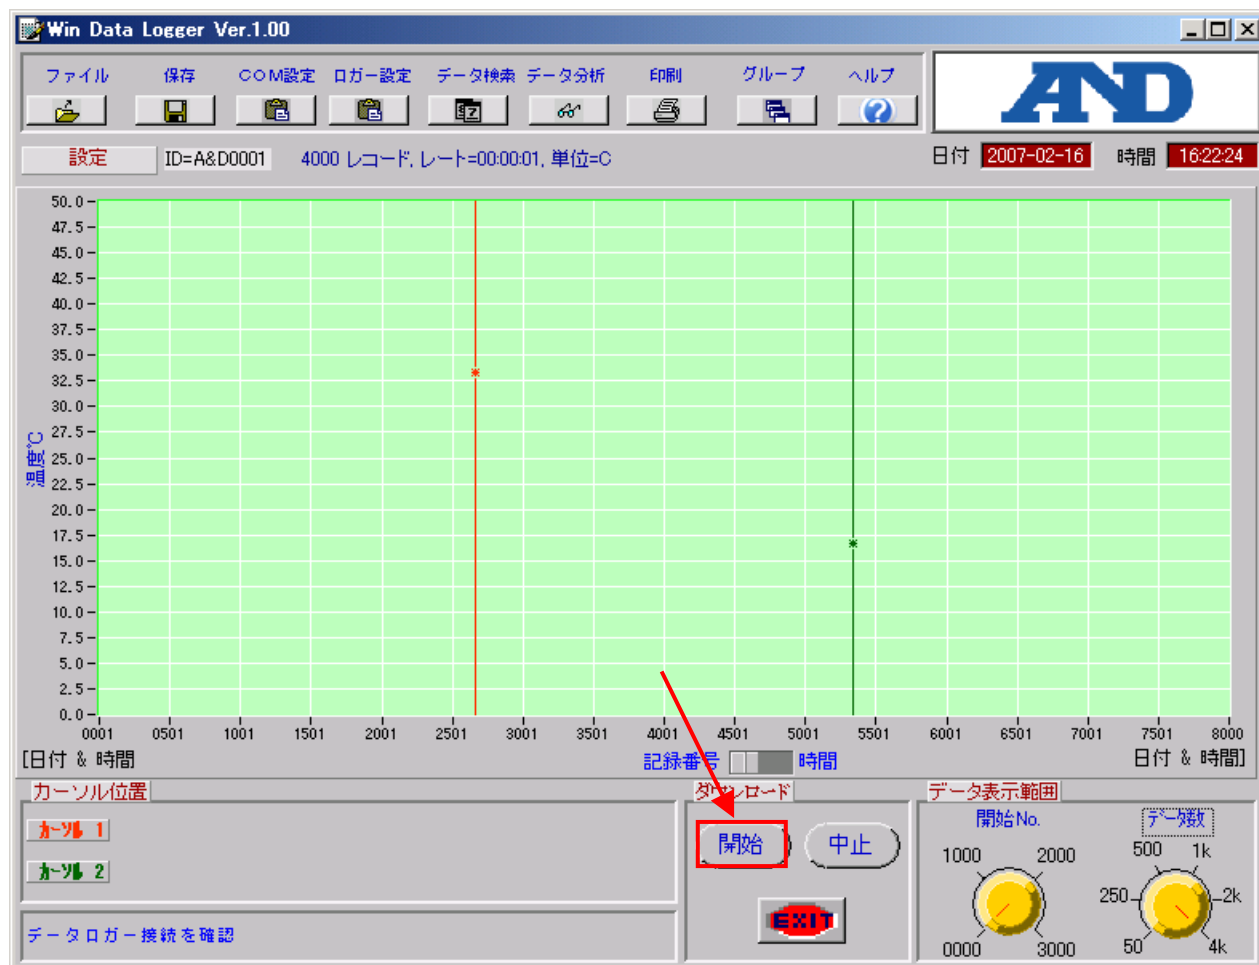 Win Data Logger Ver.1.00
ファイル 保存 COM設定 ロガー設定 データ検索 データ分析 印刷 グループ ヘルプ
AND
設定 ID=A&D0001 4000 レコード, レート=00:00:01, 単位=C 日付 2007-02-16 時間 16:22:24
温度℃
50.0
47.5
45.0
42.5
40.0
37.5
35.0
32.5
30.0
27.5
25.0
22.5
20.0
17.5
15.0
12.5
10.0
7.5
5.0
2.5
0.0
0001 0501 1001 1501 2001 2501 3001 3501 4001 4501 5001 5501 6001 6501 7001 7501 8000
[日付 & 時間 記録番号 時間 日付 & 時間]
カーソル位置
カーソル 1
カーソル 2
データロガー接続を確認
ダウンロード
開始 中止
EXIT
データ表示範囲
開始No. データ数
1000 2000 500 1k
250 2k
0000 3000 50 4k